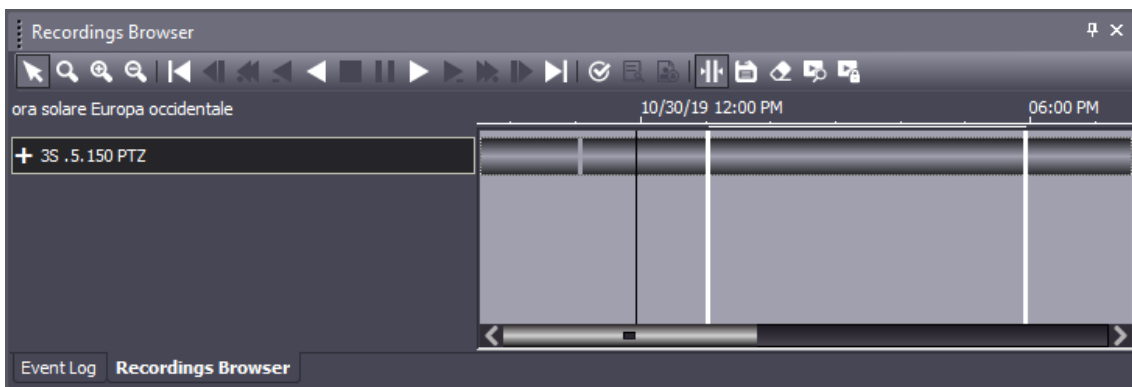 Recordings Browser
ora solare Europa occidentale
10/30/19 12:00 PM
06:00 PM
3S .5.150 PTZ
Event Log
Recordings Browser